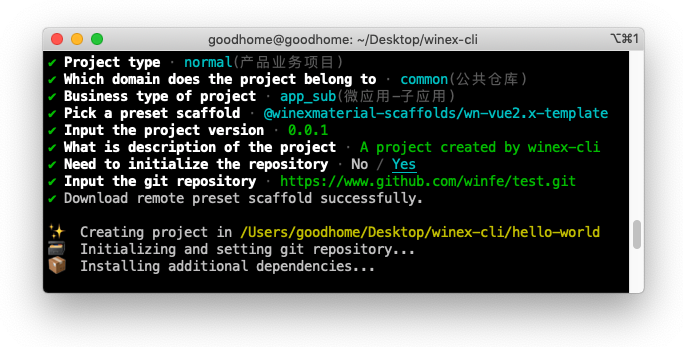 goodhome@goodhome: ~/Desktop/winex-cli ⌥⌘1
✔ Project type · normal(产品业务项目)
✔ Which domain does the project belong to · common(公共仓库)
✔ Business type of project · app_sub(微应用-子应用)
✔ Pick a preset scaffold · @winexmaterial-scaffolds/wn-vue2.x-template
✔ Input the project version · 0.0.1
✔ What is description of the project · A project created by winex-cli
✔ Need to initialize the repository · No / Yes
✔ Input the git repository · https://www.github.com/winfe/test.git
✔ Download remote preset scaffold successfully.
✨ Creating project in /Users/goodhome/Desktop/winex-cli/hello-world
🗃 Initializing and setting git repository...
📦 Installing additional dependencies...